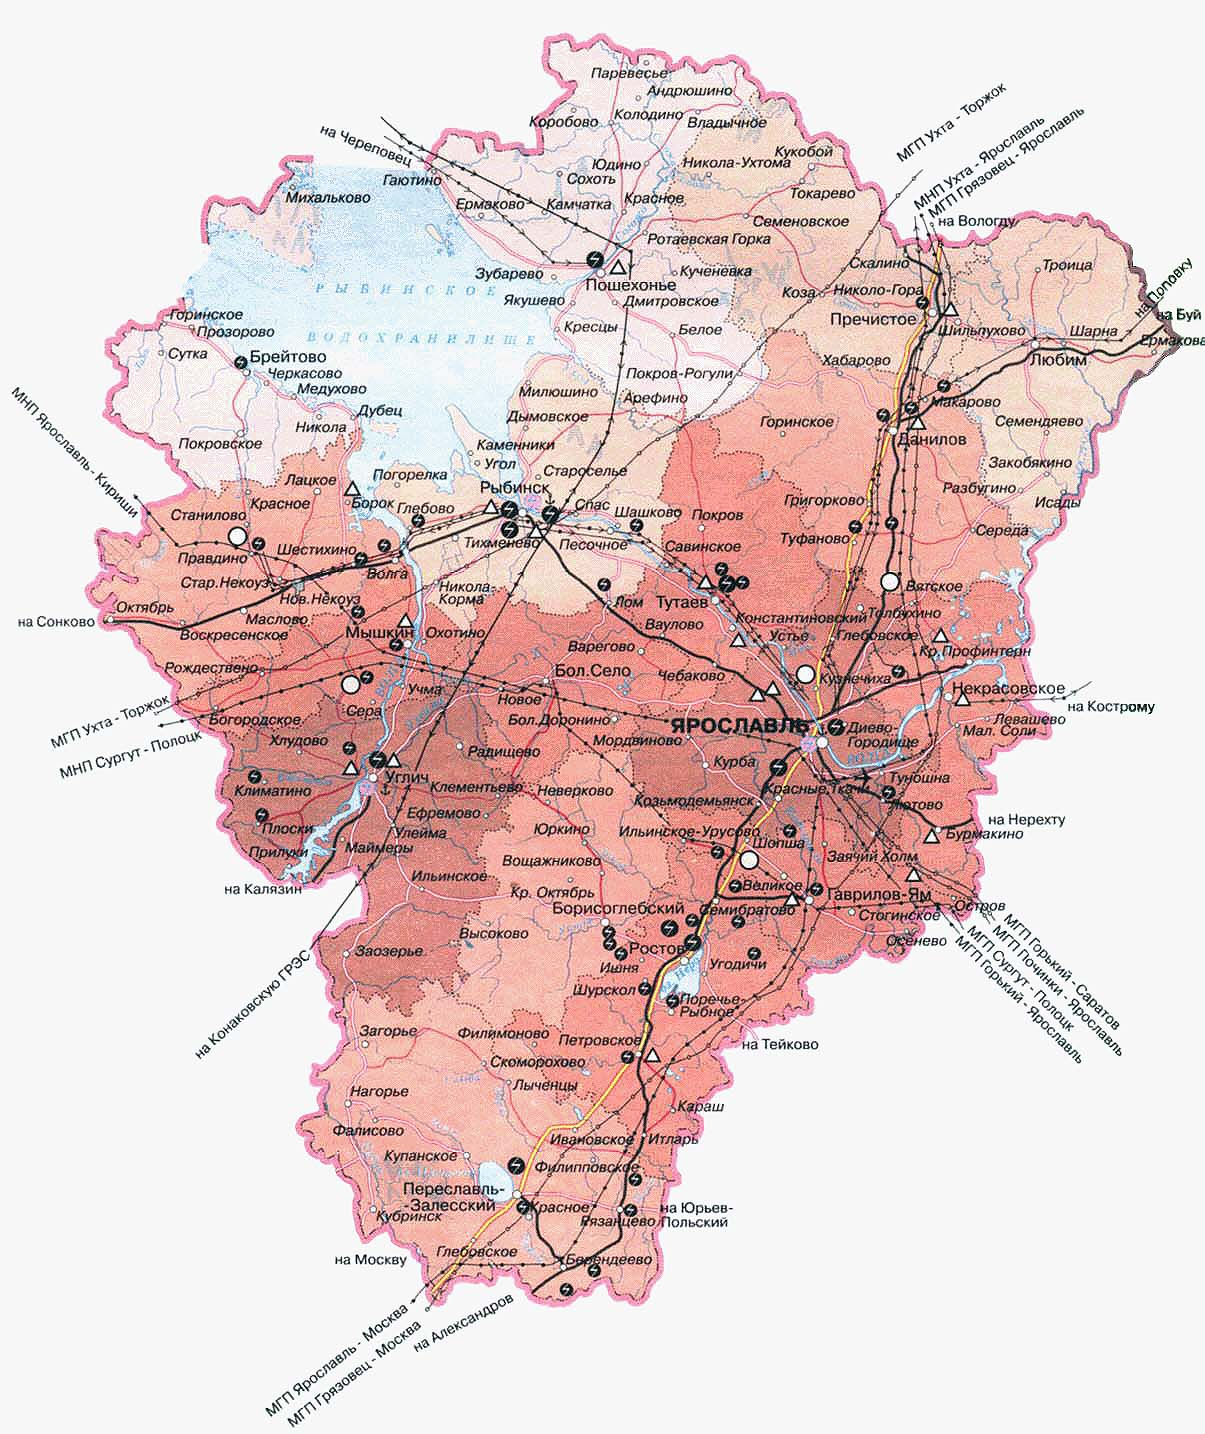 Паревесье
Андрюшино
Колодино
Коробово
Владычное
на Череповец
Гаютино
Юдино
Сохоть
Никола-Ухтома
Кукобой
Токарево
МГП Ухта - Торжок
МНП Ухта - Ярославль
МГП Грязовец - Ярославль
на Вологду
Михальково
Ермаково
Камчатка
Красное
Семеновское
Ротаевская Горка
Скалино
Троица
на Поповку
Зубарево
Пошехонье
Кученевка
РЫБИНСКОЕ
Якушево
Дмитровское
Коза
Николо-Гора
Пречистое
на Буй
Горинское
Прозорово
ВОДОХРАНИЛИЩЕ
Кресцы
Белое
Шильпухово
Шарна
Ермаково
Сутка
Брейтово
Черкасово
Любим
Хабарово
Медухово
Покров-Рогули
Милюшино
Арефино
Макарово
Дубец
Дымовское
Горинское
Семендяево
Никола
Покровское
Каменники
Данилов
МНП Ярославль - Кириши
Угол
Староселье
Закобякино
Лацкое
Погорелка
Рыбинск
Разбугино
Красное
Борок
Глебово
Спас
Шашково
Григорково
Исады
Станилово
Покров
Середа
Правдино
Шестихино
Тихменево
Песочное
Савинское
Туфаново
Волга
Стар.Некоуз
Нов.Некоуз
Никола-
Корма
Лом
Тутаев
Вятское
Октябрь
на Сонково
Маслово
Воскресенское
Мышкин
Охотино
Ваулово
Константиновский
Устье
Толбухино
Глебовское
Варегово
Кр.Профинтерн
Рождествено
Бол.Село
Чебаково
Кузнечиха
Некрасовское
Учма
Новое
на Кострому
МГП Ухта - Торжок
Сера
Богородское
Бол.Доронино
ЯРОСЛАВЛЬ
Диево-
Городище
Левашево
Мал. Соли
МНП Сургут - Полоцк
Хлудово
Радищево
Мордвиново
ВОЛГА
Курба
Углич
Туношна
Климатино
Клементьево
Неверково
Козьмодемьянск
Красные Ткачи
Лютово
Ефремово
на Нерехту
Плоски
Улейма
Юркино
Ильинское-Урусово
Шопша
Бурмакино
Прилуки
Маймеры
Вощажниково
Заячий Холм
на Калязин
Ильинское
Кр. Октябрь
Великое
Гаврилов-Ям
Борисоглебский
Семибратово
Стогинское
Остров
Высоково
Заозерье
Ростов
Осенево
Ишня
Угодичи
МГП Горький - Саратов
МГП Починки - Ярославль
МГП Сургут - Полоцк
МГП Горький - Ярославль
на Конаковскую ГРЭС
Шурскол
Поречье-
Рыбное
Загорье
Филимоново
Петровское
на Тейково
Скоморохово
Лыченцы
Нагорье
Караш
Фалисово
Ивановское
Итларь
Купанское
Филипповское
Переславль-
-Залесский
Красное
Кубринск
Рязанцево
на Юрьев-
Польский
Глебовское
на Москву
Берендеево
МГП Ярославль - Москва
МГП Грязовец - Москва
на Александров